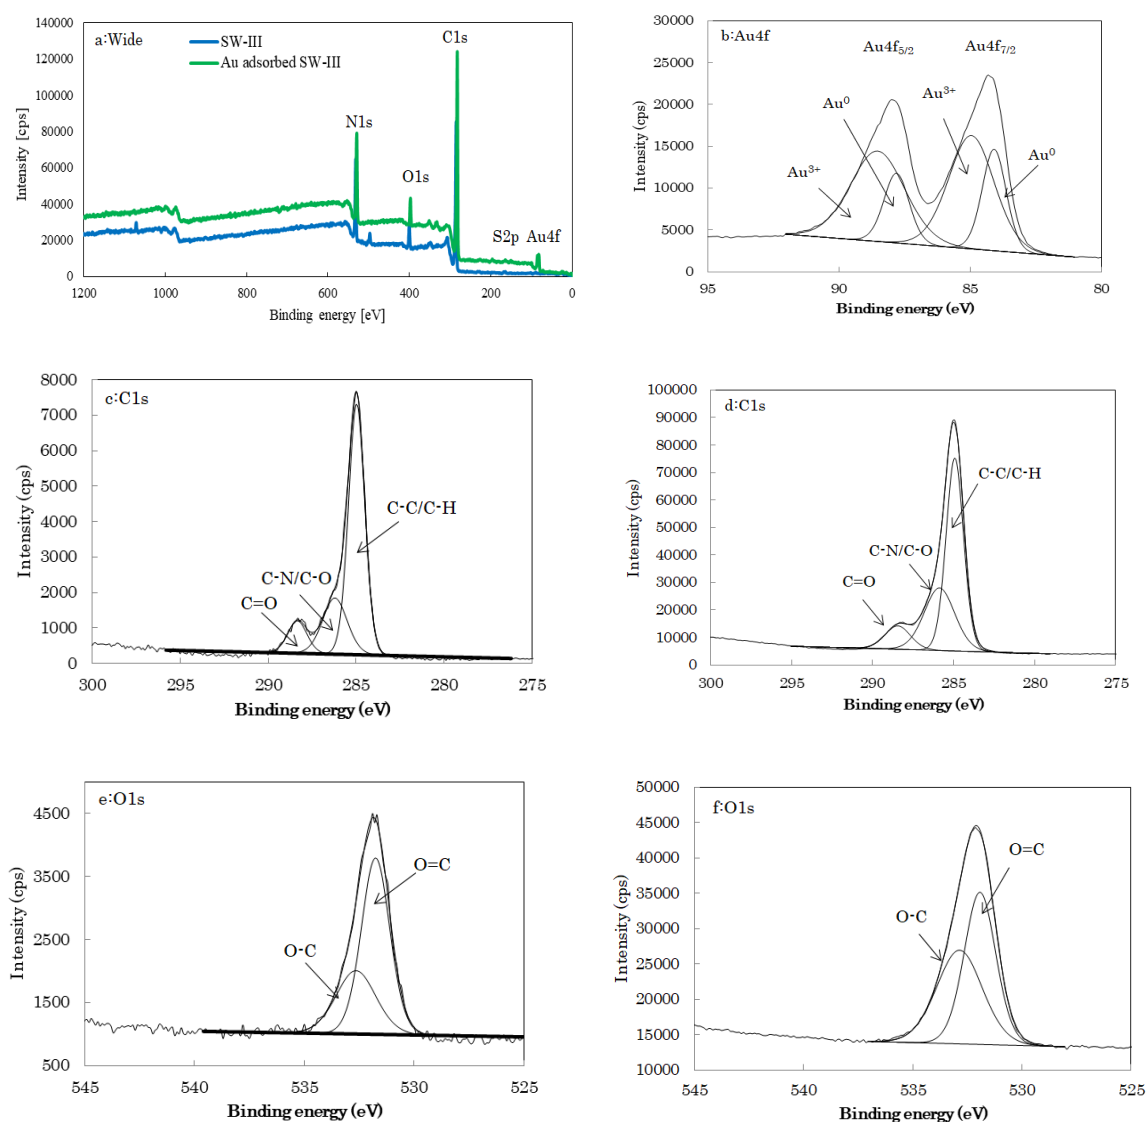 a:Wide
SW-III
Au adsorbed SW-III
C1s
N1s
O1s
S2p Au4f
Intensity [cps]
140000
120000
100000
80000
60000
40000
20000
0
1200 1000 800 600 400 200 0
Binding energy [eV]
b:Au4f
Au4f5/2 Au4f7/2
Au3+
Au0
Au3+
Au0
Intensity (cps)
30000
25000
20000
15000
10000
5000
0
95 90 85 80
Binding energy (eV)
c:C1s
C-C/C-H
C-N/C-O
C=O
Intensity (cps)
8000
7000
6000
5000
4000
3000
2000
1000
0
300 295 290 285 280 275
Binding energy (eV)
d:C1s
C-C/C-H
C-N/C-O
C=O
Intensity (cps)
100000
90000
80000
70000
60000
50000
40000
30000
20000
10000
0
300 295 290 285 280 275
Binding energy (eV)
e:O1s
O=C
O-C
Intensity (cps)
4500
3500
2500
1500
500
545 540 535 530 525
Binding energy (eV)
f:O1s
O=C
O-C
Intensity (cps)
50000
45000
40000
35000
30000
25000
20000
15000
10000
545 540 535 530 525
Binding energy (eV)